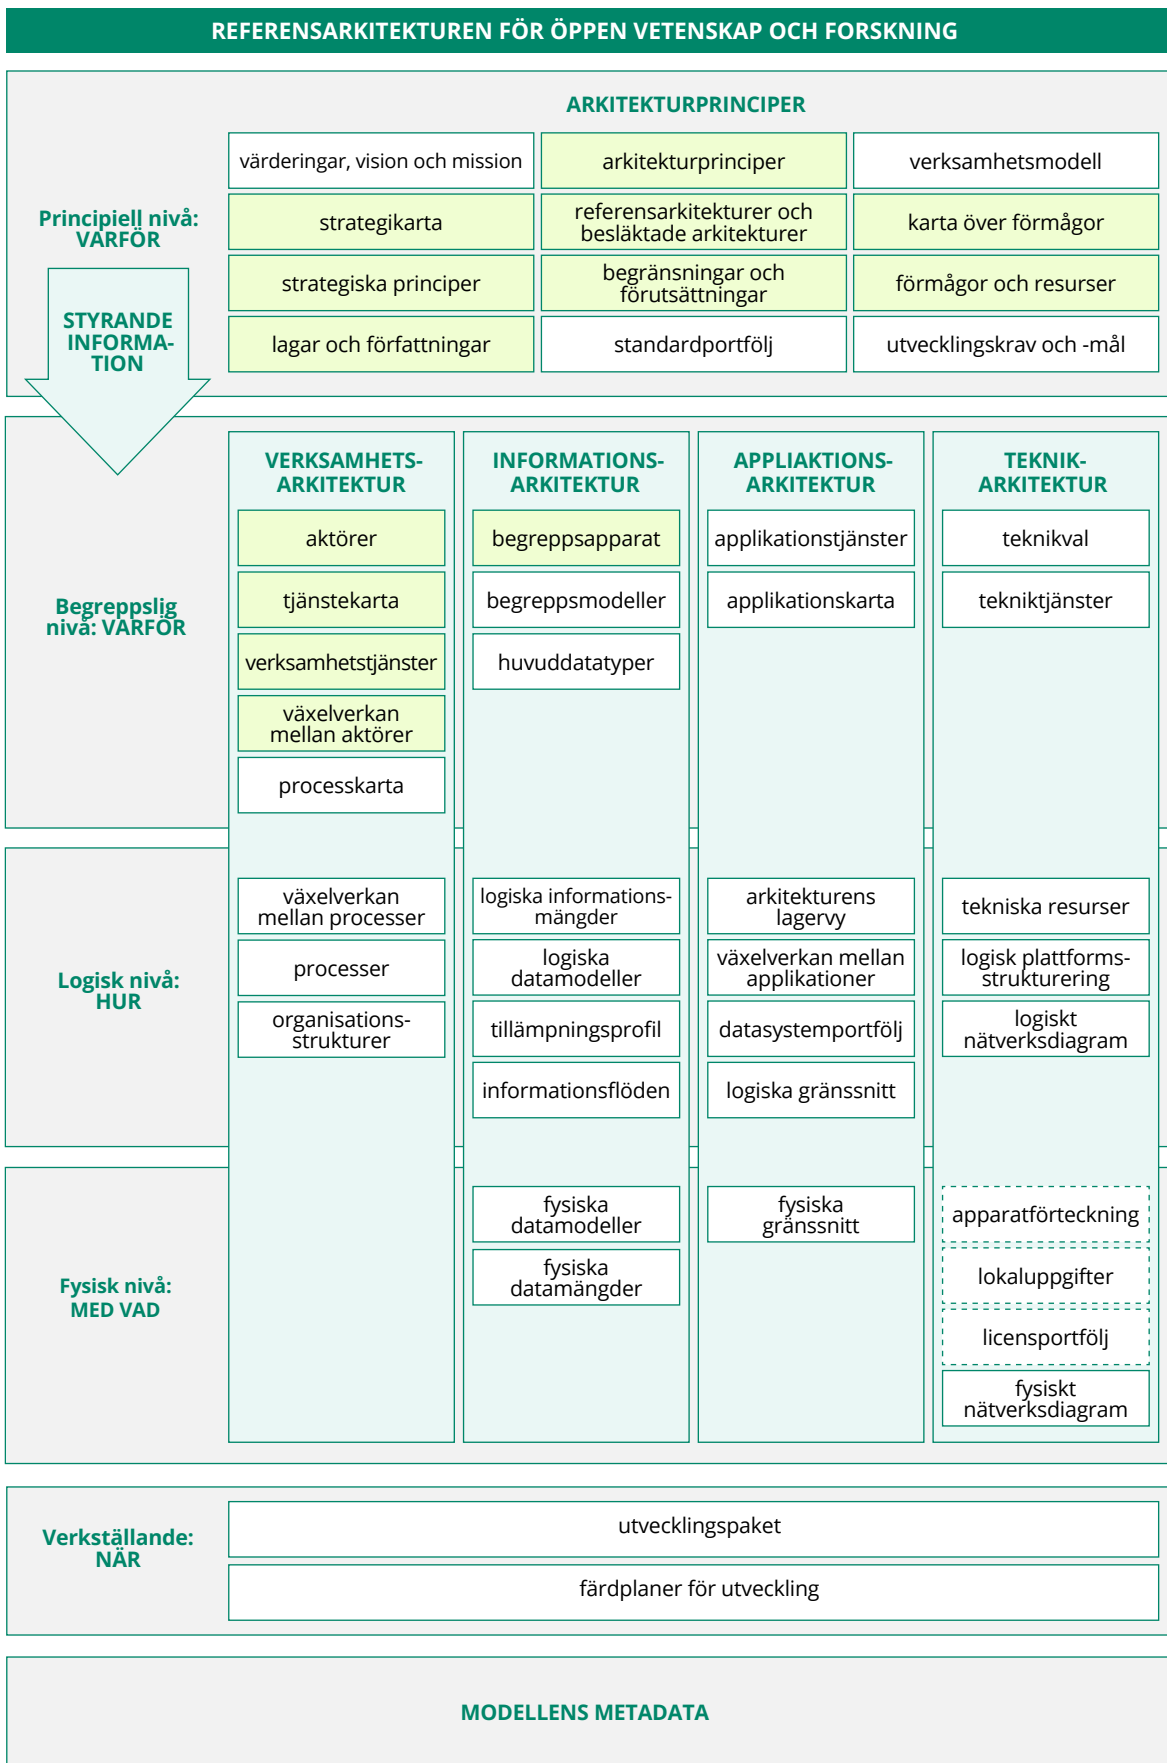 REFERENSARKITEKTUREN FÖR ÖPPEN VETENSKAP OCH FORSKNING
ARKITEKTURPRINCIPER
Principiell nivå:
VARFÖR
värderingar, vision och mission
arkitekturprinciper
verksamhetsmodell
strategikarta
referensarkitekturer och
besläktade arkitekturer
karta över förmågor
strategiska principer
begränsningar och
förutsättningar
förmågor och resurser
lagar och författningar
standardportfölj
utvecklingskrav och -mål
STYRANDE
INFORMA-
TION
Begreppslig
nivå: VARFÖR
VERKSAMHETS-
ARKITEKTUR
aktörer
tjänstekarta
verksamhetstjänster
växelverkan
mellan aktörer
processkarta
INFORMATIONS-
ARKITEKTUR
begreppsapparat
begreppsmodeller
huvuddatatyper
APPLIAKTIONS-
ARKITEKTUR
applikationstjänster
applikationskarta
TEKNIK-
ARKITEKTUR
teknikval
tekniktjänster
Logisk nivå:
HUR
växelverkan
mellan processer
processer
organisations-
strukturer
logiska informations-
mängder
logiska
datamodeller
tillämpningsprofil
informationsflöden
arkitekturens
lagervy
växelverkan mellan
applikationer
datasystemportfölj
logiska gränssnitt
tekniska resurser
logisk plattforms-
strukturering
logiskt
nätverksdiagram
Fysisk nivå:
MED VAD
fysiska
datamodeller
fysiska
datamängder
fysiska
gränssnitt
apparatförteckning
lokaluppgifter
licensportfölj
fysiskt
nätverksdiagram
Verkställande:
NÄR
utvecklingspaket
färdplaner för utveckling
MODELLENS METADATA